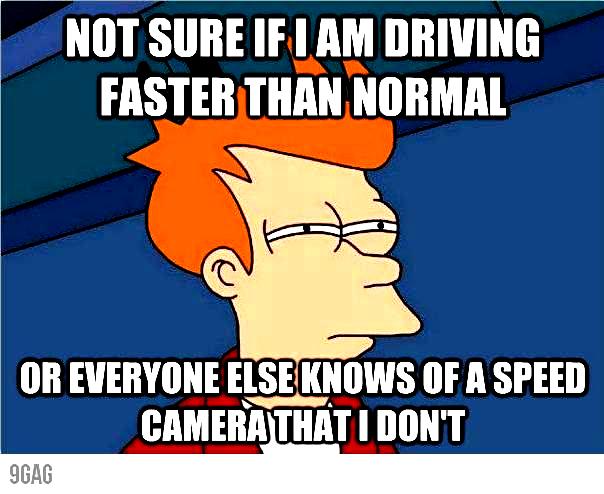 NOT SURE IF I AM DRIVING
FASTER THAN NORMAL
OR EVERYONE ELSE KNOWS OF A SPEED
CAMERA THAT I DON'T
9GAG